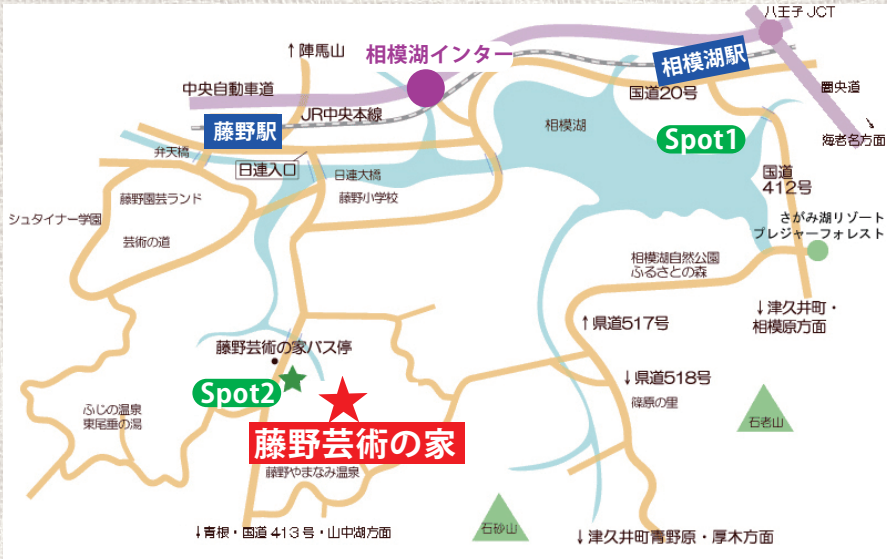 八王子JCT
↑陣馬山
相模湖インター
相模湖駅
中央自動車道
国道20号
圏央道
JR中央本線
藤野駅
相模湖
Spot1
↘
海老名方面
弁天橋
日連入口
日連大橋
国道
412号
藤野園芸ランド
藤野小学校
シュタイナー学園
さがみ湖リゾート
プレジャーフォレスト
芸術の道
相模湖自然公園
ふるさとの森
↓津久井町・
相模原方面
↑県道517号
藤野芸術の家バス停
↓県道518号
Spot2
篠原の里
ふじの温泉
東尾垂の湯
石老山
藤野芸術の家
藤野やまなみ温泉
石砂山
↓青根・国道413号・山中湖方面
↓津久井町青野原・厚木方面